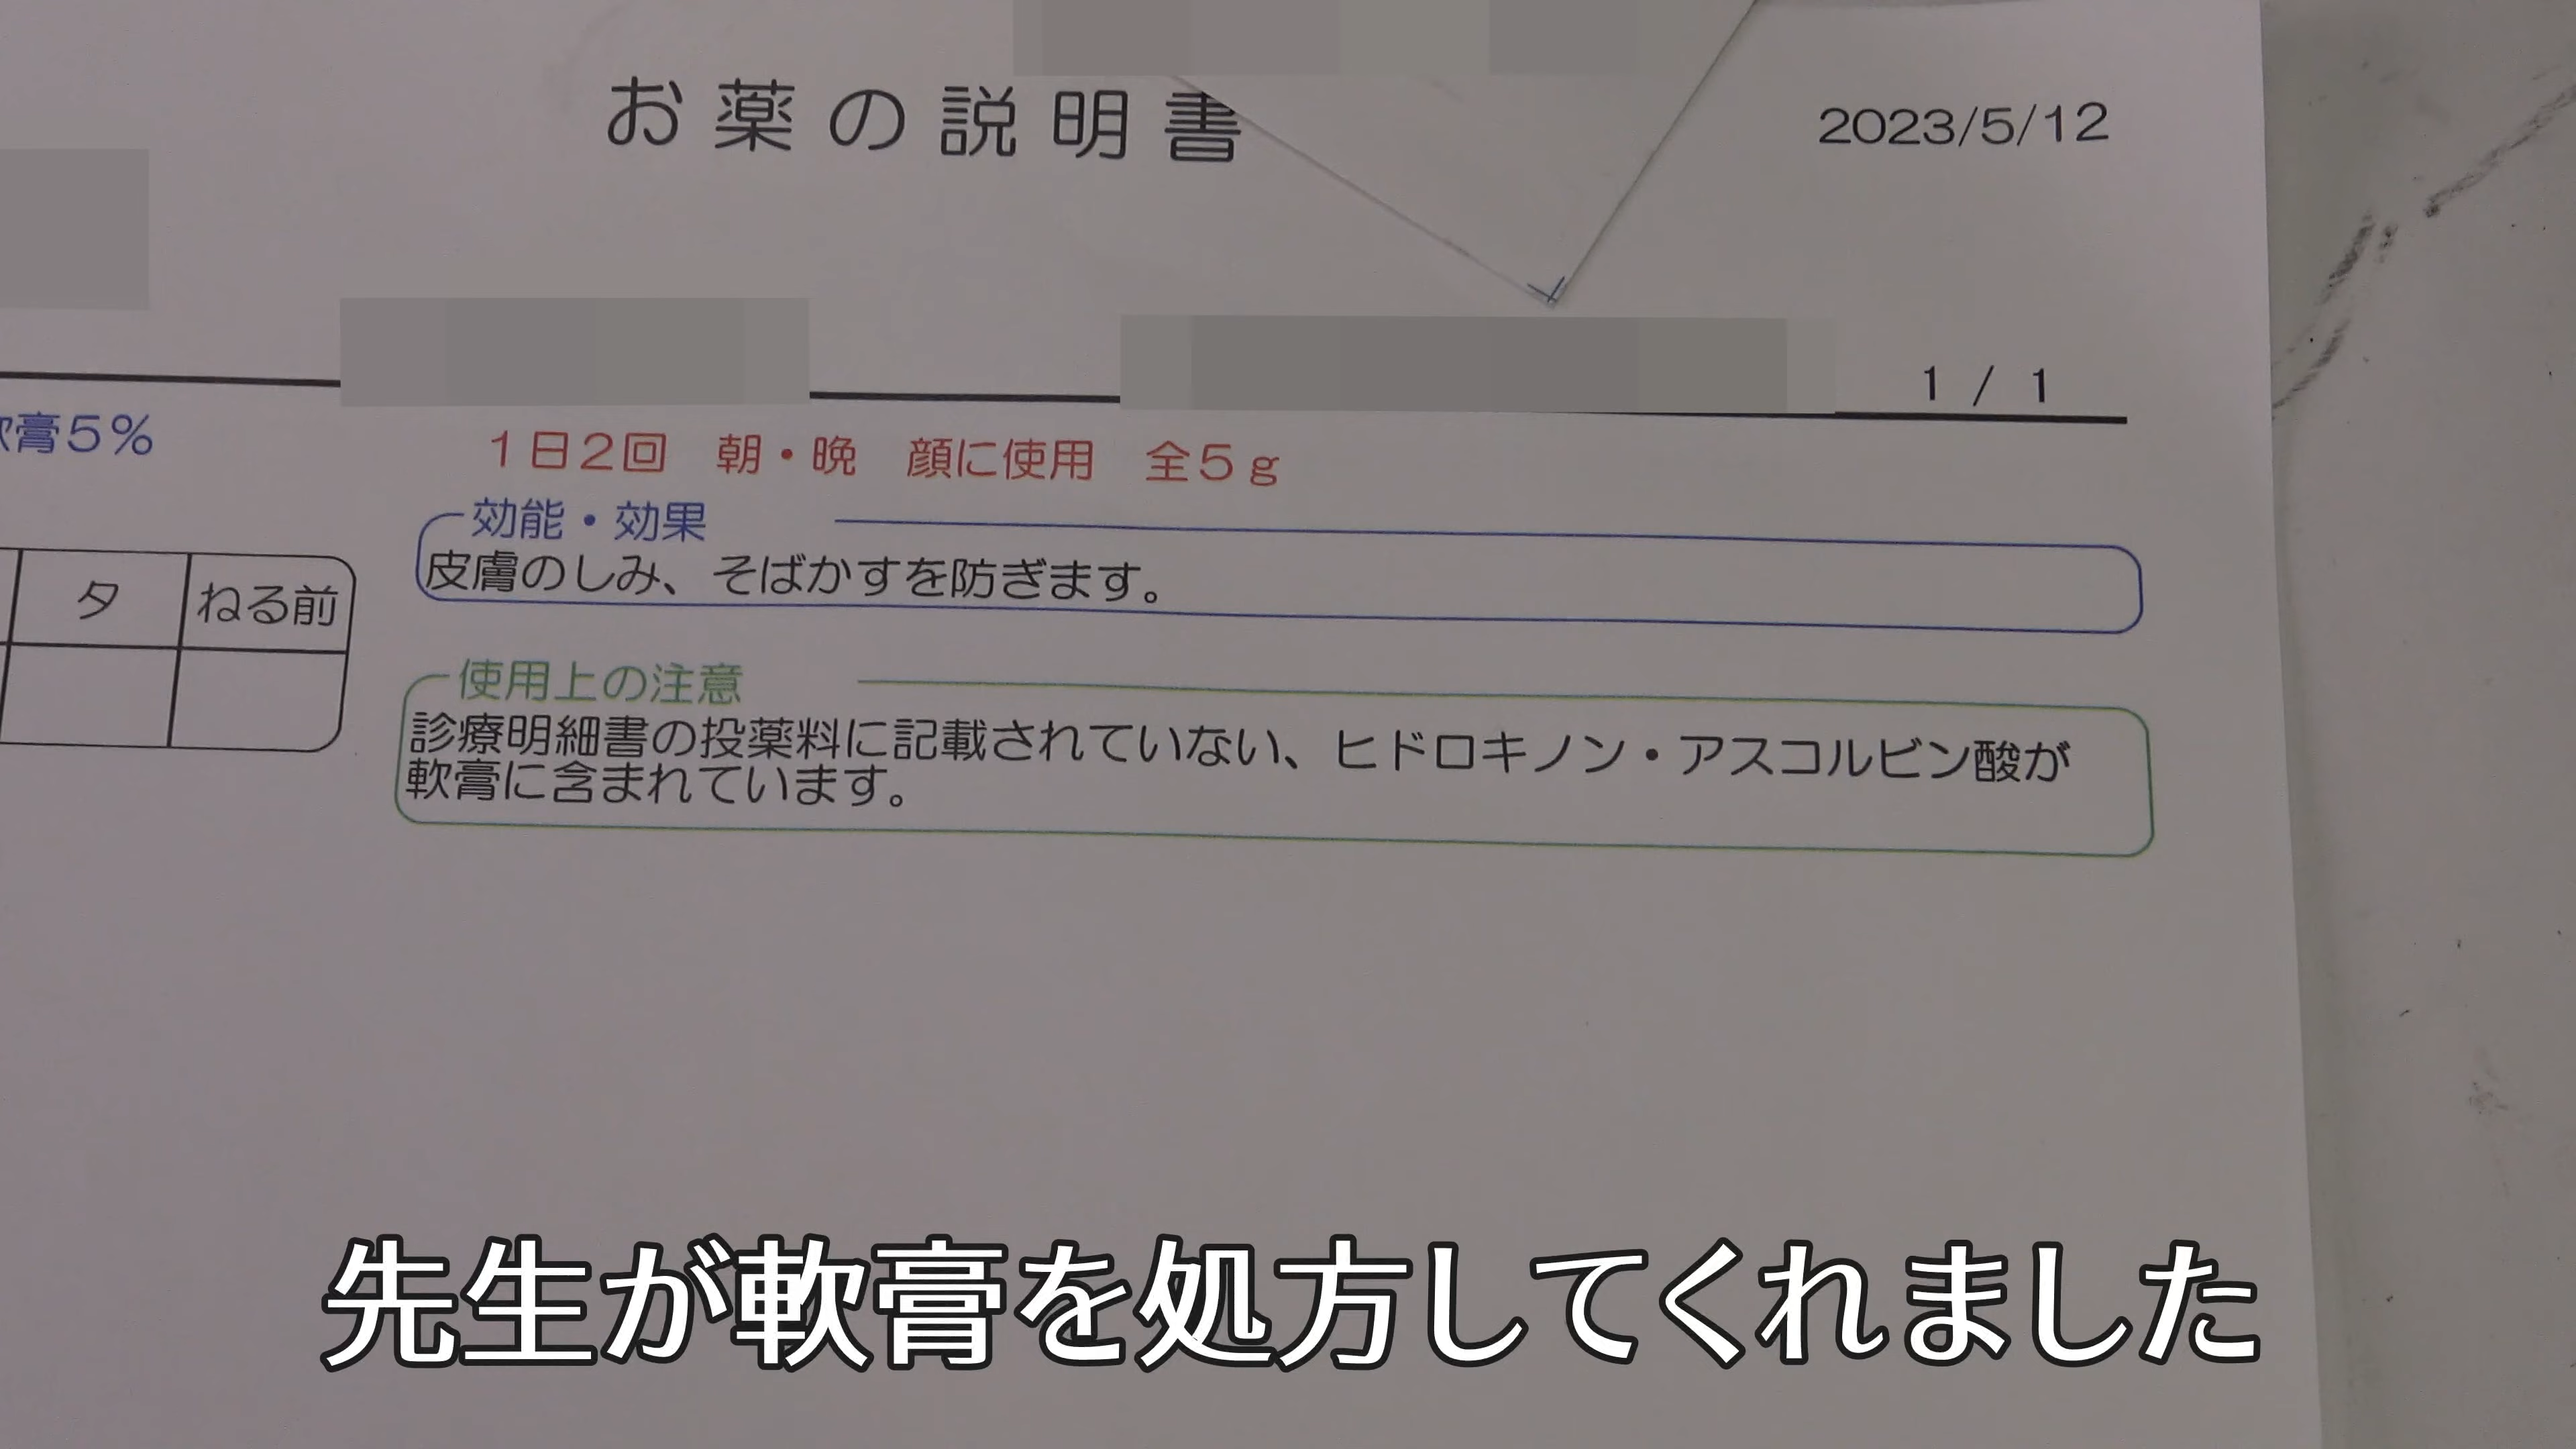 お薬の説明書
2023/5/12
1 / 1
軟膏5%
1日2回 朝・晩 顔に使用 全5g
効能・効果
皮膚のしみ、そばかすを防ぎます。
夕 ねる前
使用上の注意
診療明細書の投薬料に記載されていない、ヒドロキノン・アスコルビン酸が
軟膏に含まれています。
先生が軟膏を処方してくれました